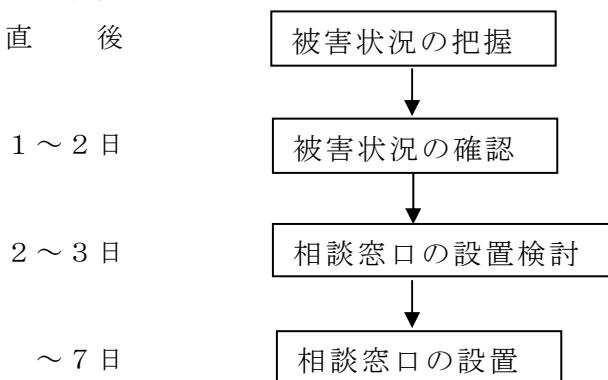 直　　後　被害状況の把握
１～２日　被害状況の確認
２～３日　相談窓口の設置検討
～７日　相談窓口の設置